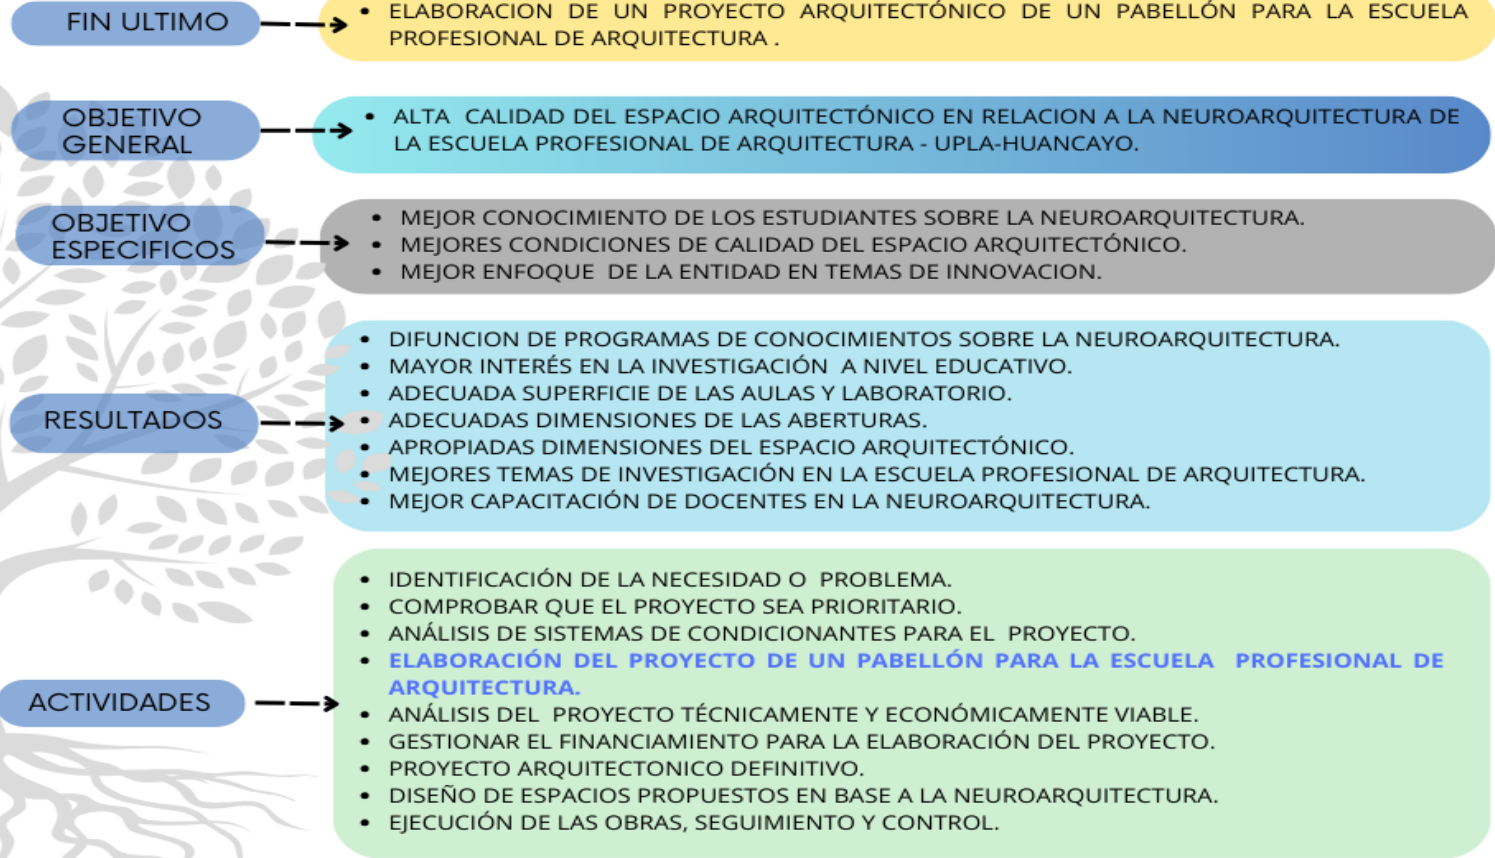 FIN ULTIMO
• ELABORACION DE UN PROYECTO ARQUITECTÓNICO DE UN PABELLÓN PARA LA ESCUELA
PROFESIONAL DE ARQUITECTURA .
OBJETIVO
GENERAL
• ALTA CALIDAD DEL ESPACIO ARQUITECTÓNICO EN RELACION A LA NEUROARQUITECTURA DE
LA ESCUELA PROFESIONAL DE ARQUITECTURA - UPLA-HUANCAYO.
OBJETIVO
ESPECIFICOS
• MEJOR CONOCIMIENTO DE LOS ESTUDIANTES SOBRE LA NEUROARQUITECTURA.
• MEJORES CONDICIONES DE CALIDAD DEL ESPACIO ARQUITECTÓNICO.
• MEJOR ENFOQUE DE LA ENTIDAD EN TEMAS DE INNOVACION.
RESULTADOS
• DIFUNCION DE PROGRAMAS DE CONOCIMIENTOS SOBRE LA NEUROARQUITECTURA.
• MAYOR INTERÉS EN LA INVESTIGACIÓN A NIVEL EDUCATIVO.
• ADECUADA SUPERFICIE DE LAS AULAS Y LABORATORIO.
• ADECUADAS DIMENSIONES DE LAS ABERTURAS.
• APROPIADAS DIMENSIONES DEL ESPACIO ARQUITECTÓNICO.
• MEJORES TEMAS DE INVESTIGACIÓN EN LA ESCUELA PROFESIONAL DE ARQUITECTURA.
• MEJOR CAPACITACIÓN DE DOCENTES EN LA NEUROARQUITECTURA.
ACTIVIDADES
• IDENTIFICACIÓN DE LA NECESIDAD O PROBLEMA.
• COMPROBAR QUE EL PROYECTO SEA PRIORITARIO.
• ANÁLISIS DE SISTEMAS DE CONDICIONANTES PARA EL PROYECTO.
• ELABORACIÓN DEL PROYECTO DE UN PABELLÓN PARA LA ESCUELA PROFESIONAL DE
ARQUITECTURA.
• ANÁLISIS DEL PROYECTO TÉCNICAMENTE Y ECONÓMICAMENTE VIABLE.
• GESTIONAR EL FINANCIAMIENTO PARA LA ELABORACIÓN DEL PROYECTO.
• PROYECTO ARQUITECTONICO DEFINITIVO.
• DISEÑO DE ESPACIOS PROPUESTOS EN BASE A LA NEUROARQUITECTURA.
• EJECUCIÓN DE LAS OBRAS, SEGUIMIENTO Y CONTROL.